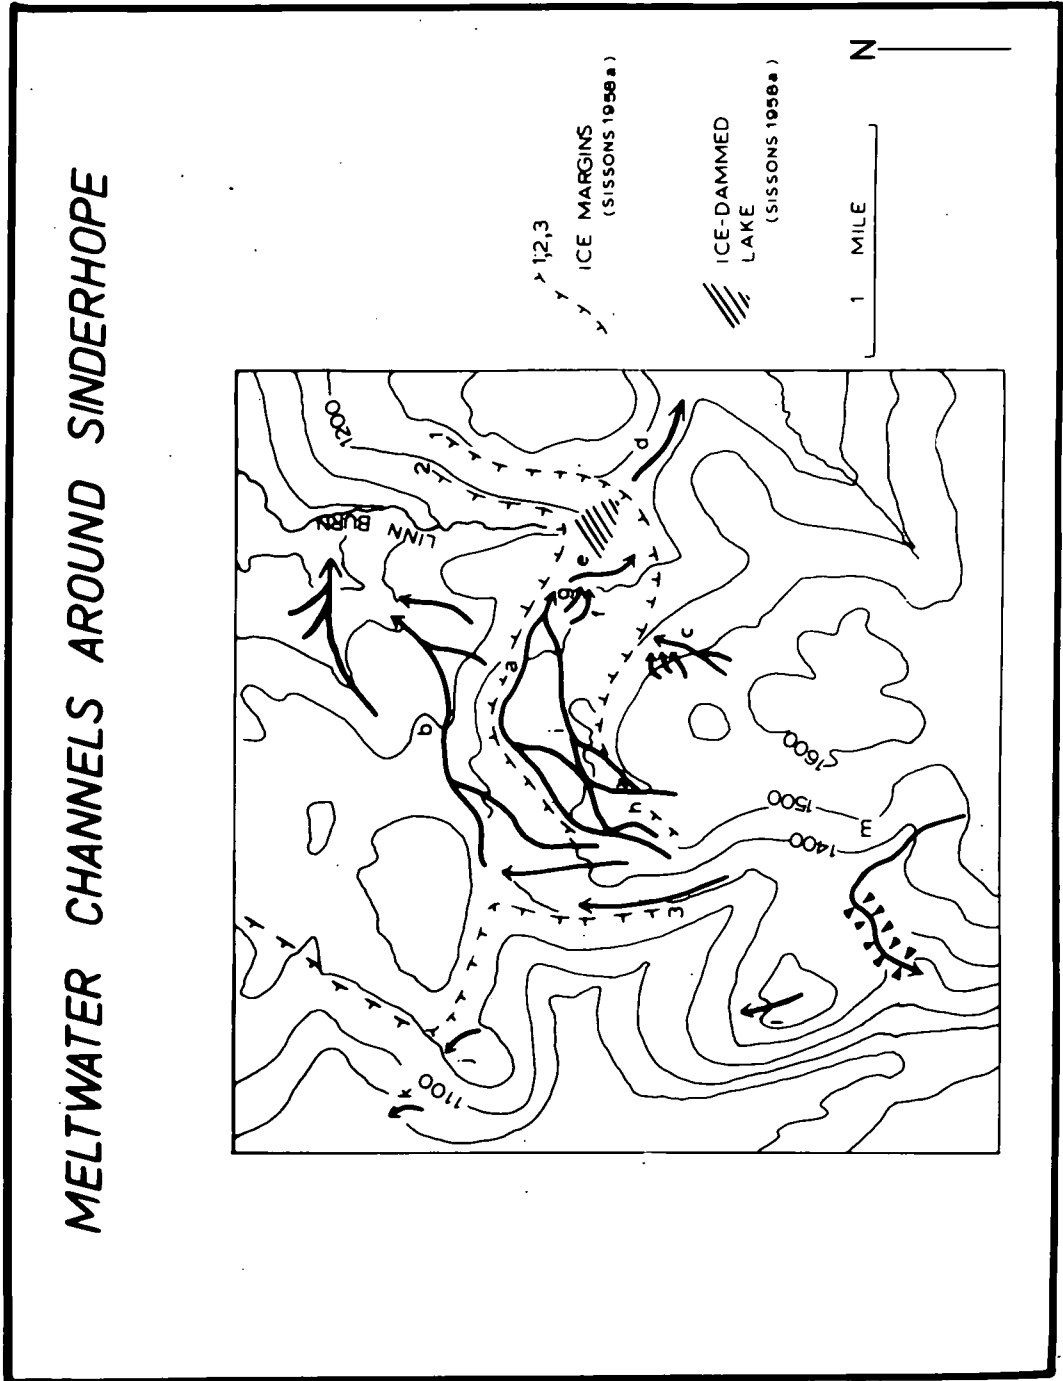 MELTWATER CHANNELS AROUND SINDERHOPE
1,2,3
ICE MARGINS
(SISSONS 1958a)
ICE-DAMMED
LAKE
(SISSONS 1958a)
1 MILE
N
1200
1
2
LINN
BURN
d
e
g
f
a
b
c
i
h
3
1600
1500
1400
m
l
j
k
1100